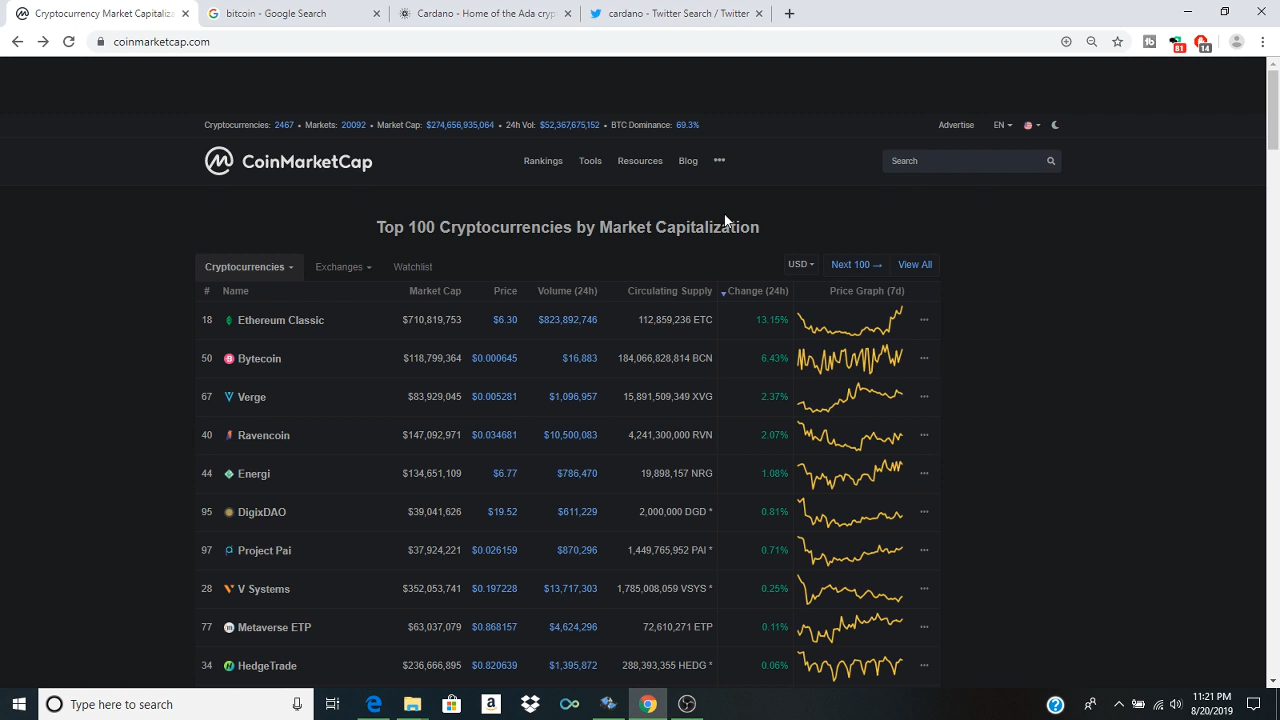 Cryptocurrency Market Capitaliza
bitcoin - Google Search
Cardano - Home of the Ada crypt
cardano - Twitter Search / Twitter
coinmarketcap.com
81
14
Cryptocurrencies: 2467 • Markets: 20092 • Market Cap: $274,656,935,064 • 24h Vol: $52,367,675,152 • BTC Dominance: 69.3%
Advertise
EN
CoinMarketCap
Rankings
Tools
Resources
Blog
Search
Top 100 Cryptocurrencies by Market Capitalization
Cryptocurrencies
Exchanges
Watchlist
USD
Next 100 →
View All
# Name Market Cap Price Volume (24h) Circulating Supply Change (24h) Price Graph (7d)
18 Ethereum Classic $710,819,753 $6.30 $823,892,746 112,859,236 ETC 13.15%
50 Bytecoin $118,799,364 $0.000645 $16,883 184,066,828,814 BCN 6.43%
67 Verge $83,929,045 $0.005281 $1,096,957 15,891,509,349 XVG 2.37%
40 Ravencoin $147,092,971 $0.034681 $10,500,083 4,241,300,000 RVN 2.07%
44 Energi $134,651,109 $6.77 $786,470 19,898,157 NRG 1.08%
95 DigixDAO $39,041,626 $19.52 $611,229 2,000,000 DGD * 0.81%
97 Project Pai $37,924,221 $0.026159 $870,296 1,449,765,952 PAI * 0.71%
28 V Systems $352,053,741 $0.197228 $13,717,303 1,785,008,059 VSYS * 0.25%
77 Metaverse ETP $63,037,079 $0.868157 $4,624,296 72,610,271 ETP 0.11%
34 HedgeTrade $236,666,895 $0.820639 $1,395,872 288,393,355 HEDG * 0.06%
Type here to search
11:21 PM
8/20/2019